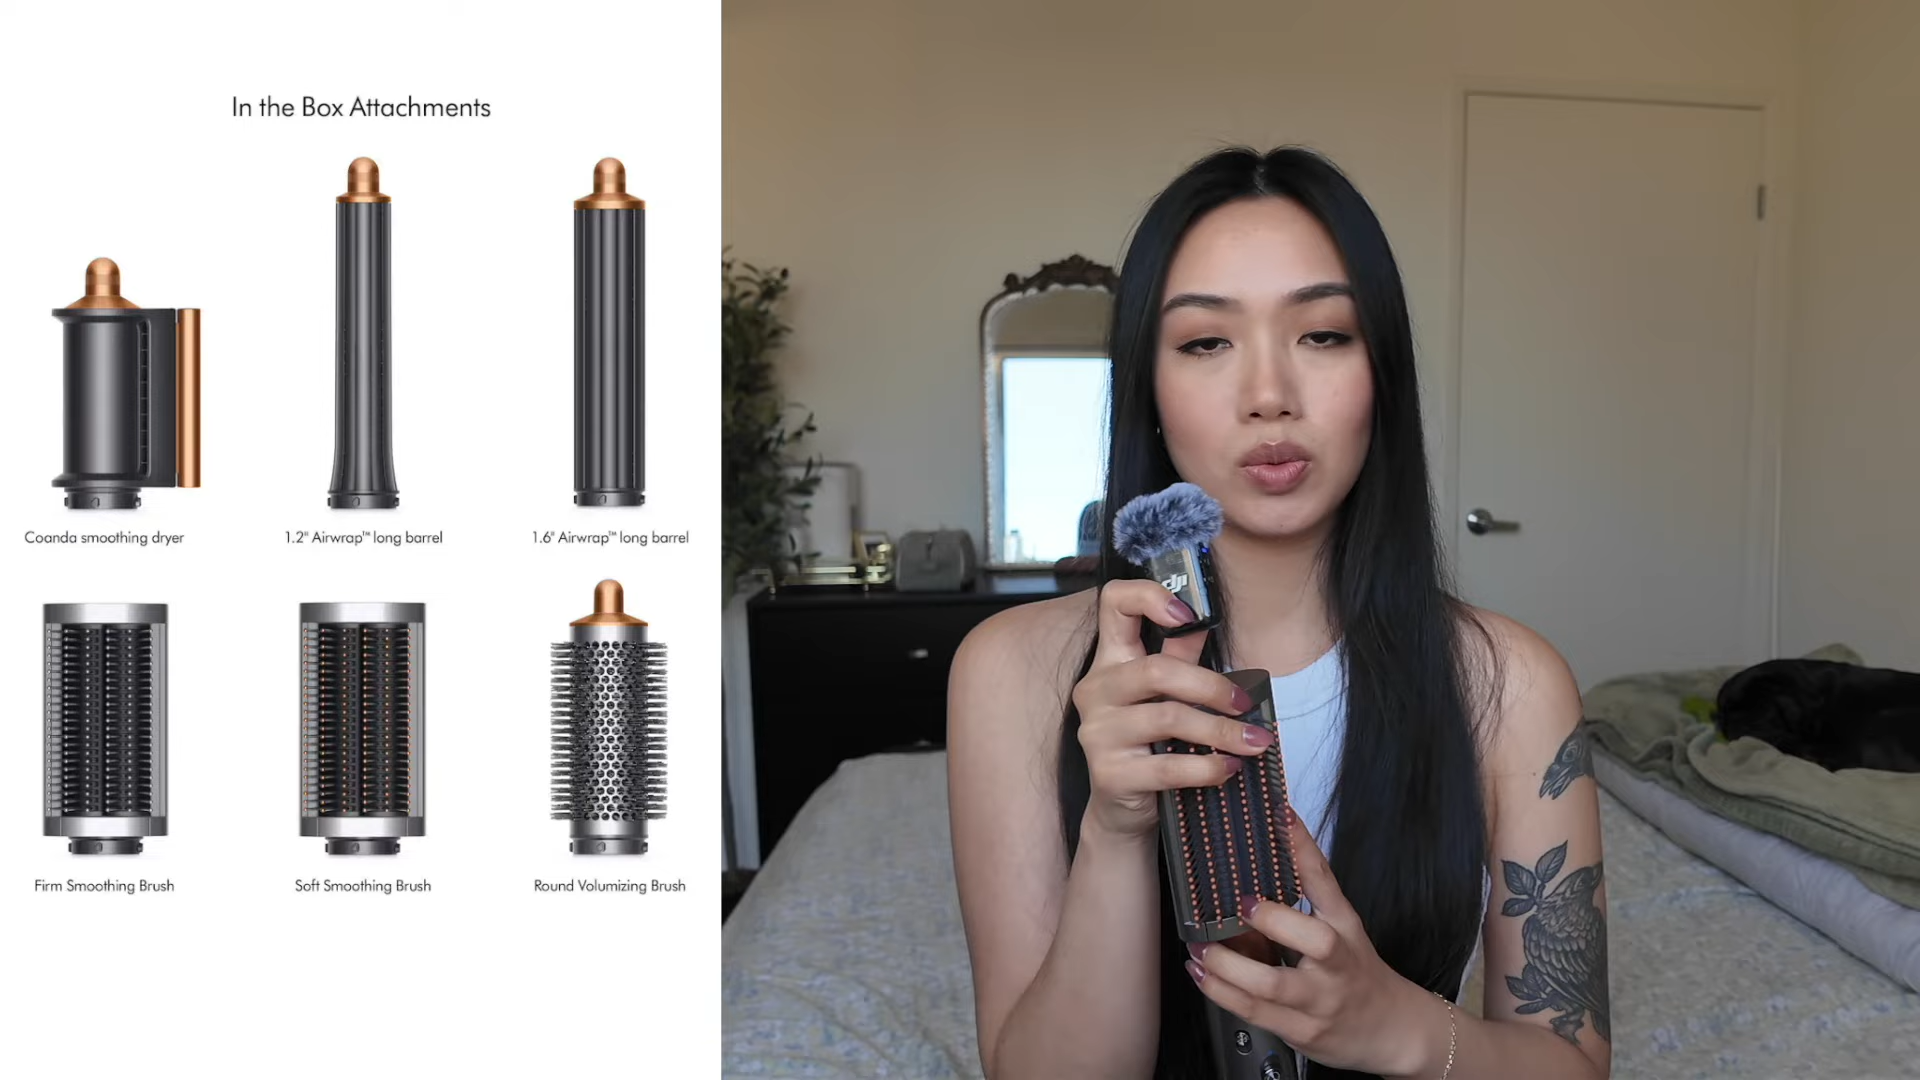 In the Box Attachments
Coanda smoothing dryer
1.2" Airwrap™ long barrel
1.6" Airwrap™ long barrel
Firm Smoothing Brush
Soft Smoothing Brush
Round Volumizing Brush
dji